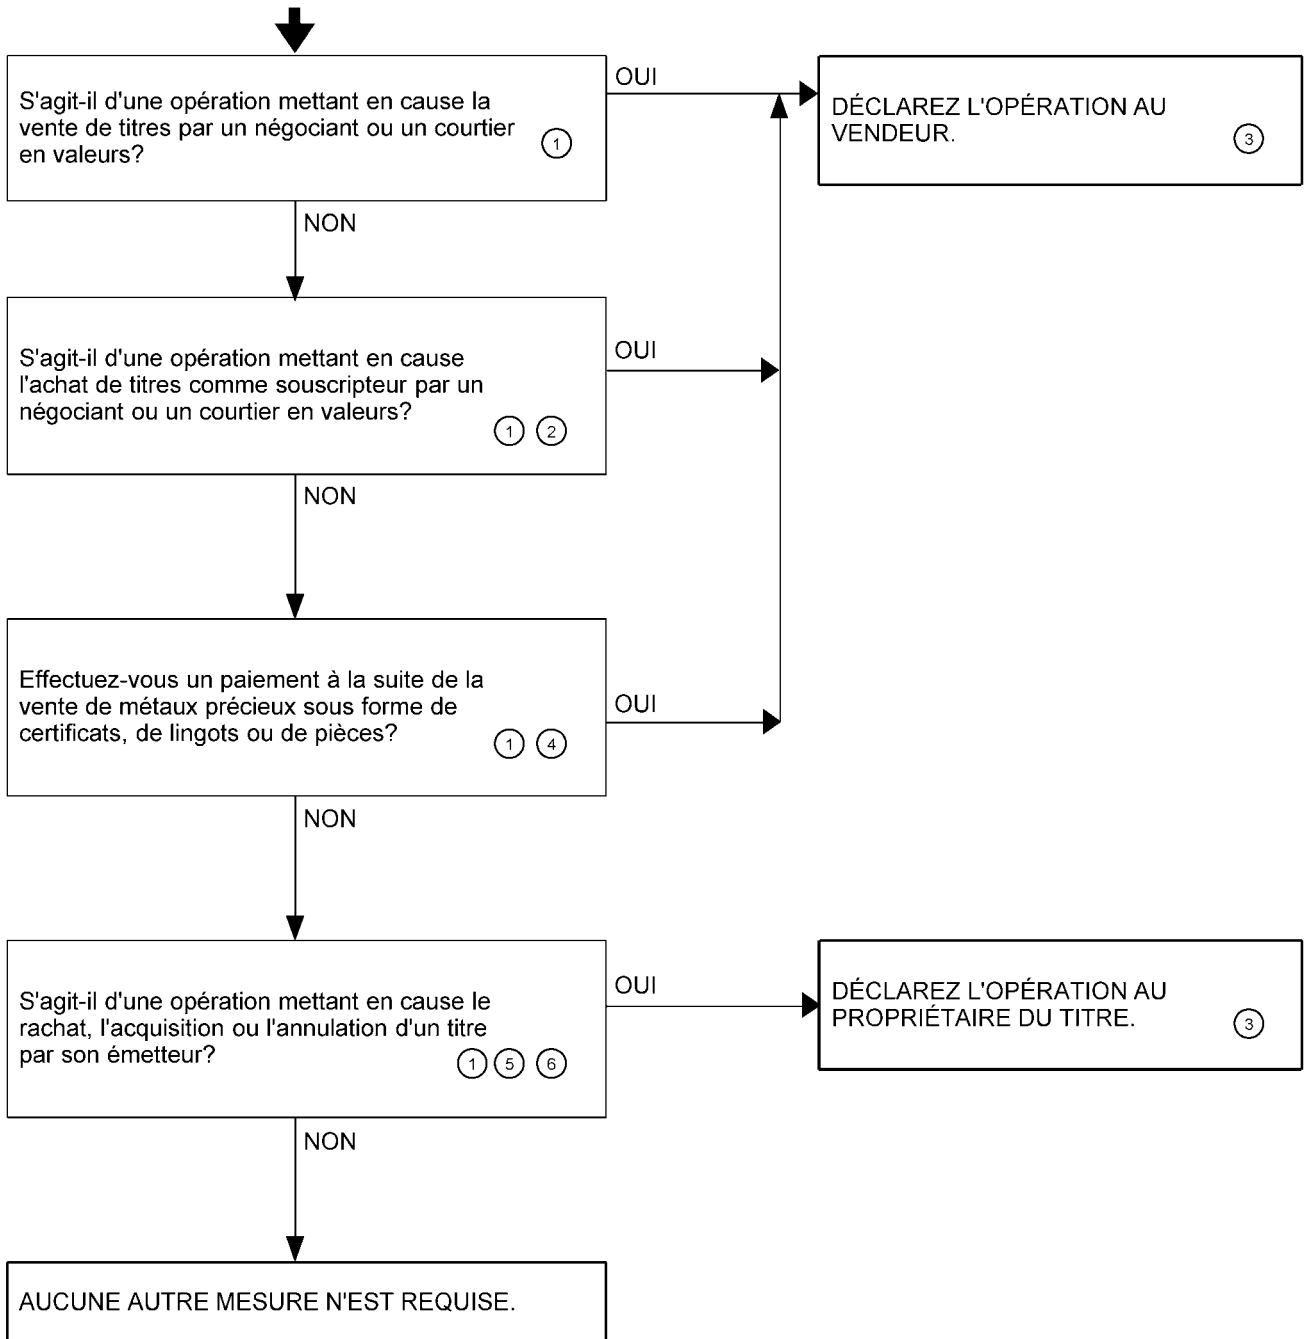 S'agit-il d'une opération mettant en cause la
vente de titres par un négociant ou un courtier
en valeurs?
1
OUI
DÉCLAREZ L'OPÉRATION AU
VENDEUR.
3
NON
S'agit-il d'une opération mettant en cause
l'achat de titres comme souscripteur par un
négociant ou un courtier en valeurs?
1 2
OUI
NON
Effectuez-vous un paiement à la suite de la
vente de métaux précieux sous forme de
certificats, de lingots ou de pièces?
1 4
OUI
NON
S'agit-il d'une opération mettant en cause le
rachat, l'acquisition ou l'annulation d'un titre
par son émetteur?
1 5 6
OUI
DÉCLAREZ L'OPÉRATION AU
PROPRIÉTAIRE DU TITRE.
3
NON
AUCUNE AUTRE MESURE N'EST REQUISE.